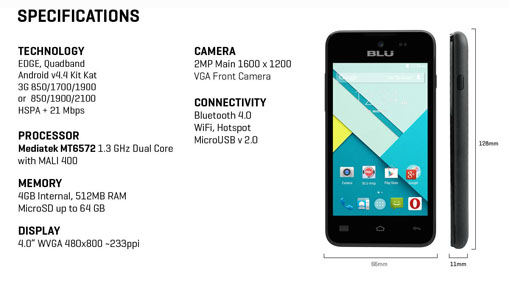 SPECIFICATIONS
TECHNOLOGY
EDGE, Quadband
Android v4.4 Kit Kat
3G 850/1700/1900
or 850/1900/2100
HSPA + 21 Mbps
PROCESSOR
Mediatek MT6572 1.3 GHz Dual Core
with MALI 400
MEMORY
4GB Internal, 512MB RAM
MicroSD up to 64 GB
DISPLAY
4.0" WVGA 480x800 ~233ppi
CAMERA
2MP Main 1600 x 1200
VGA Front Camera
CONNECTIVITY
Bluetooth 4.0
WiFi, Hotspot
MicroUSB v 2.0
BLU
128mm
11mm